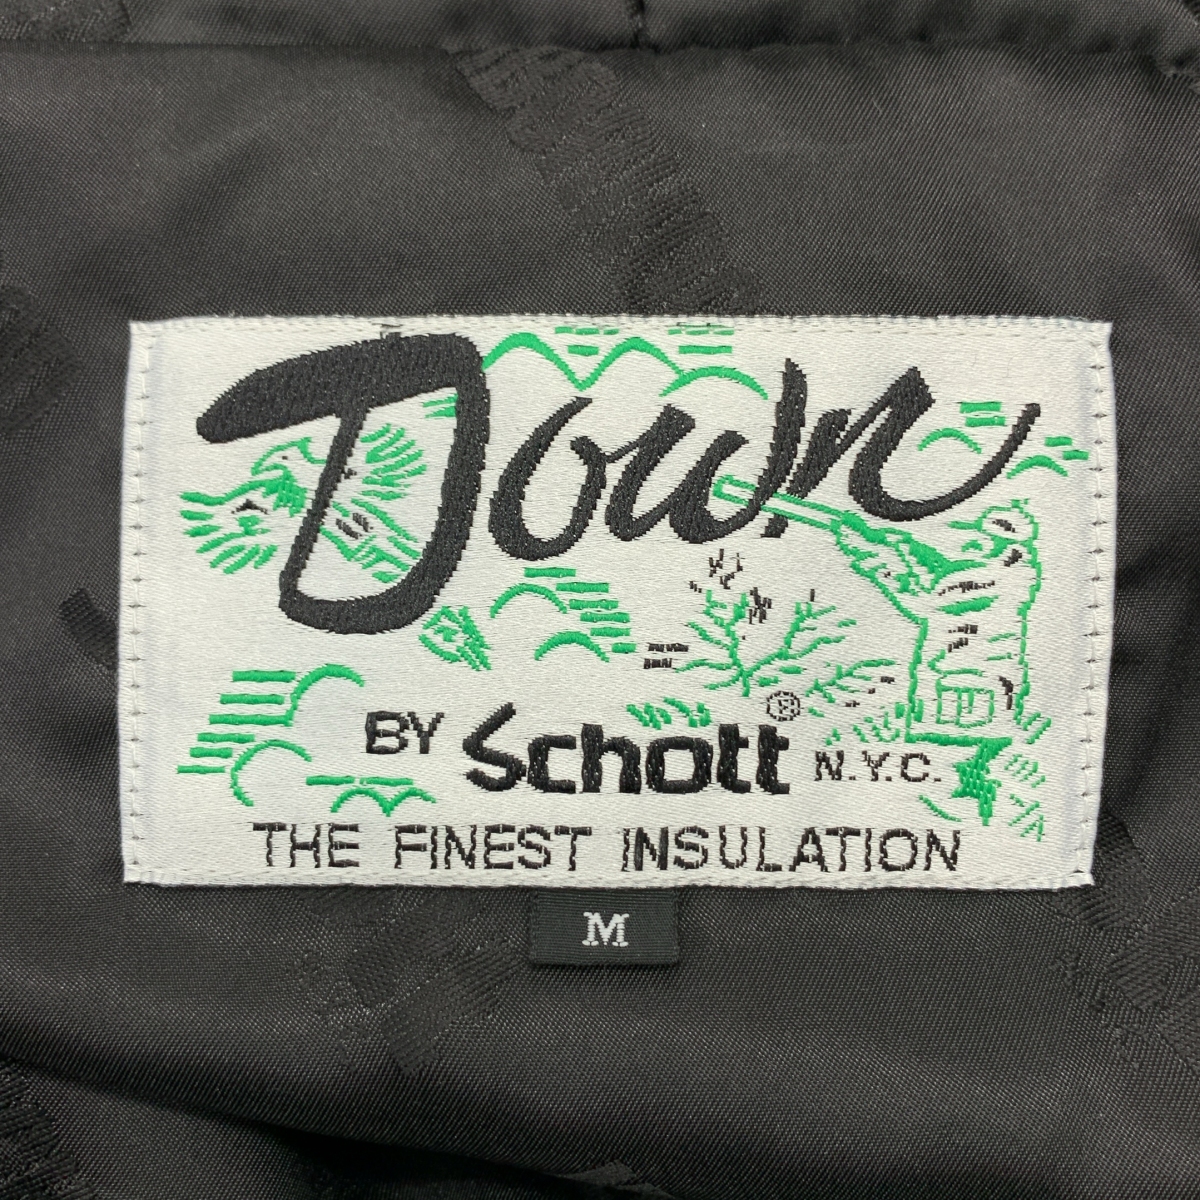 Down
BY Schott® N.Y.C.
THE FINEST INSULATION
M